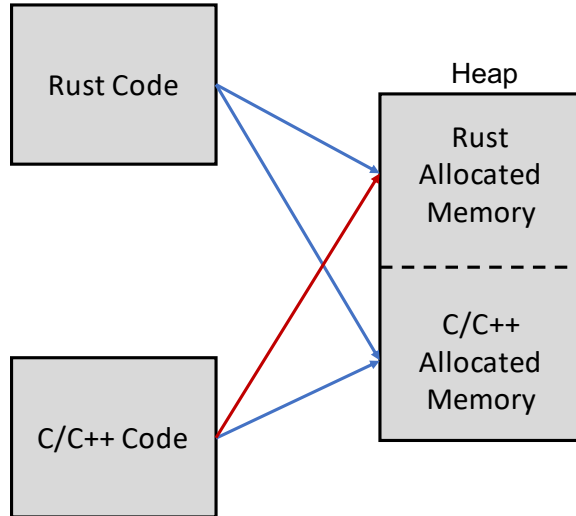 Rust Code
Heap
Rust
Allocated
Memory
C/C++
Allocated
Memory
C/C++ Code